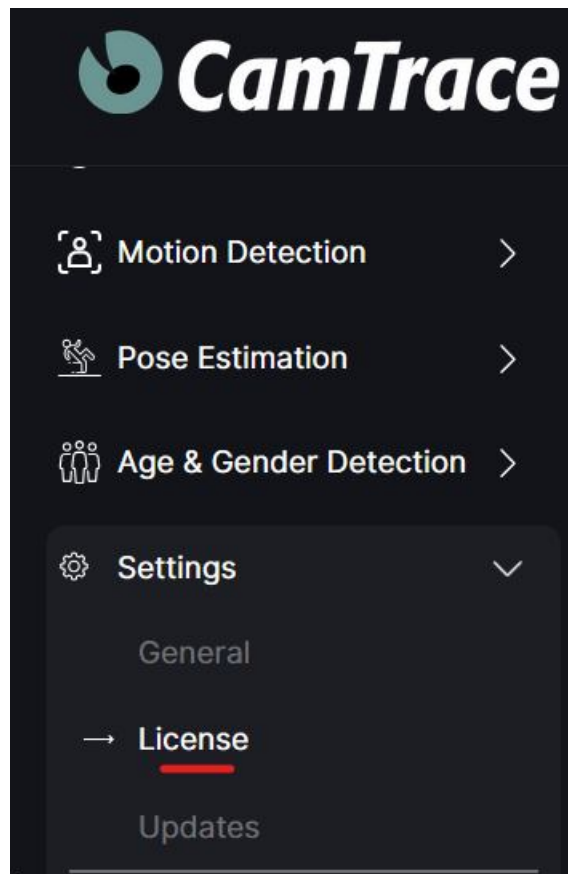 CamTrace
Motion Detection
Pose Estimation
Age & Gender Detection
Settings
General
License
Updates